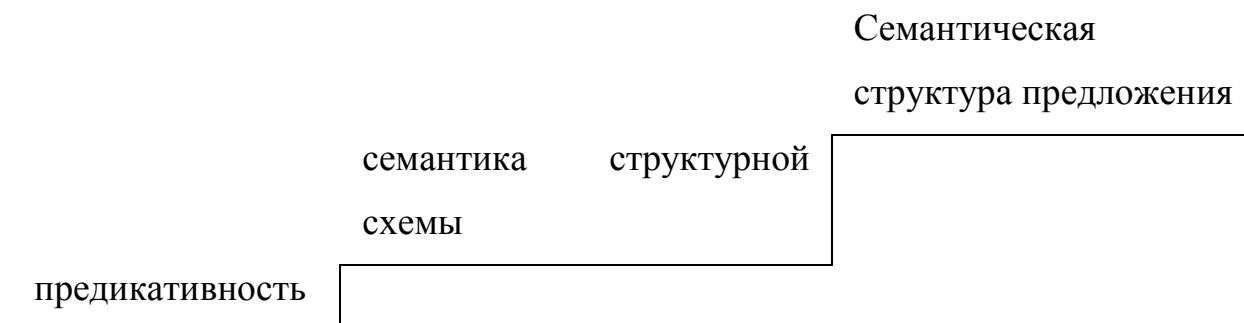 Семантическая
структура предложения
семантика структурной
схемы
предикативность